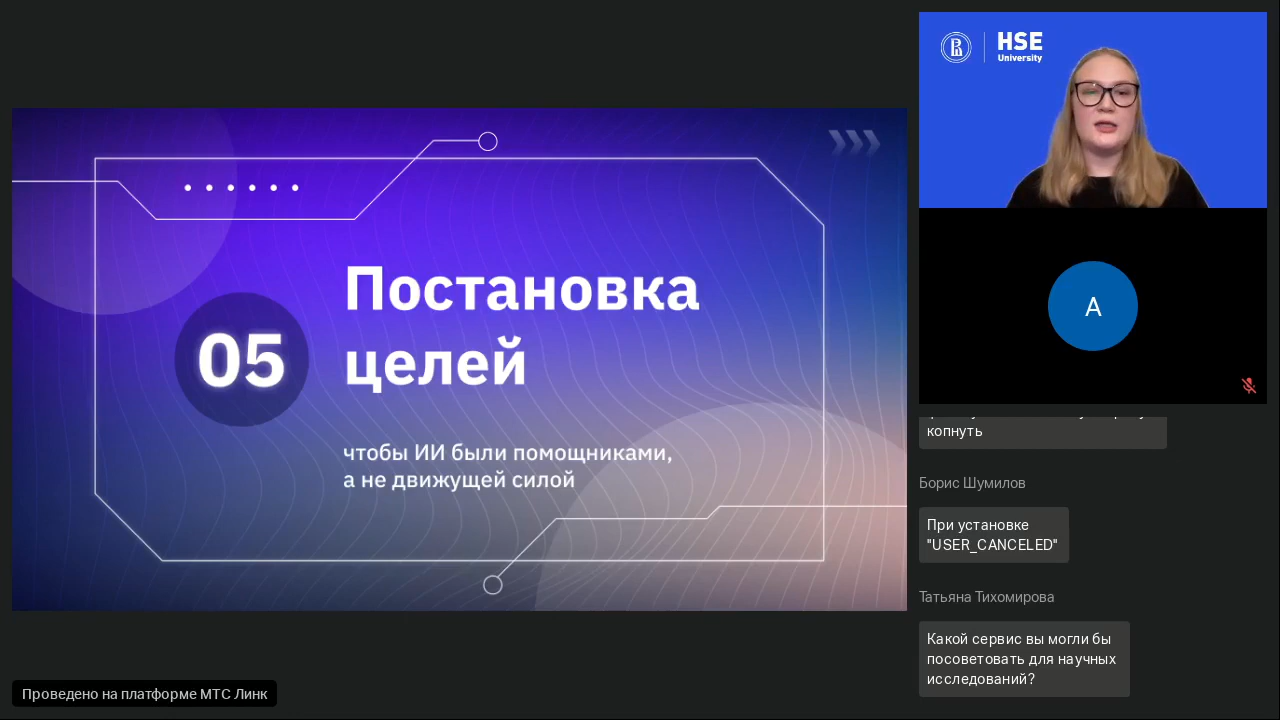 HSE
University
Постановка
целей
05
чтобы ИИ были помощниками,
а не движущей силой
A
копнуть
Борис Шумилов
При установке
"USER_CANCELED"
Татьяна Тихомирова
Какой сервис вы могли бы
посоветовать для научных
исследований?
Проведено на платформе МТС Линк